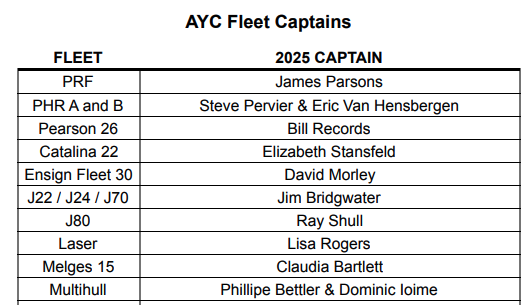 AYC Fleet Captains
FLEET 2025 CAPTAIN
PRF James Parsons
PHR A and B Steve Pervier & Eric Van Hensbergen
Pearson 26 Bill Records
Catalina 22 Elizabeth Stansfeld
Ensign Fleet 30 David Morley
J22 / J24 / J70 Jim Bridgwater
J80 Ray Shull
Laser Lisa Rogers
Melges 15 Claudia Bartlett
Multihull Phillipe Bettler & Dominic Ioime